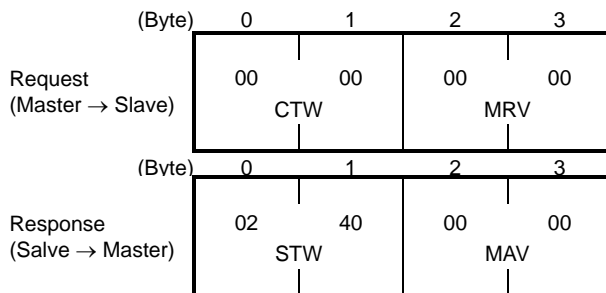 (Byte) 0 1 2 3
Request 00 00 00 00
(Master → Slave) CTW MRV
(Byte) 0 1 2 3
Response 02 40 00 00
(Salve → Master) STW MAV